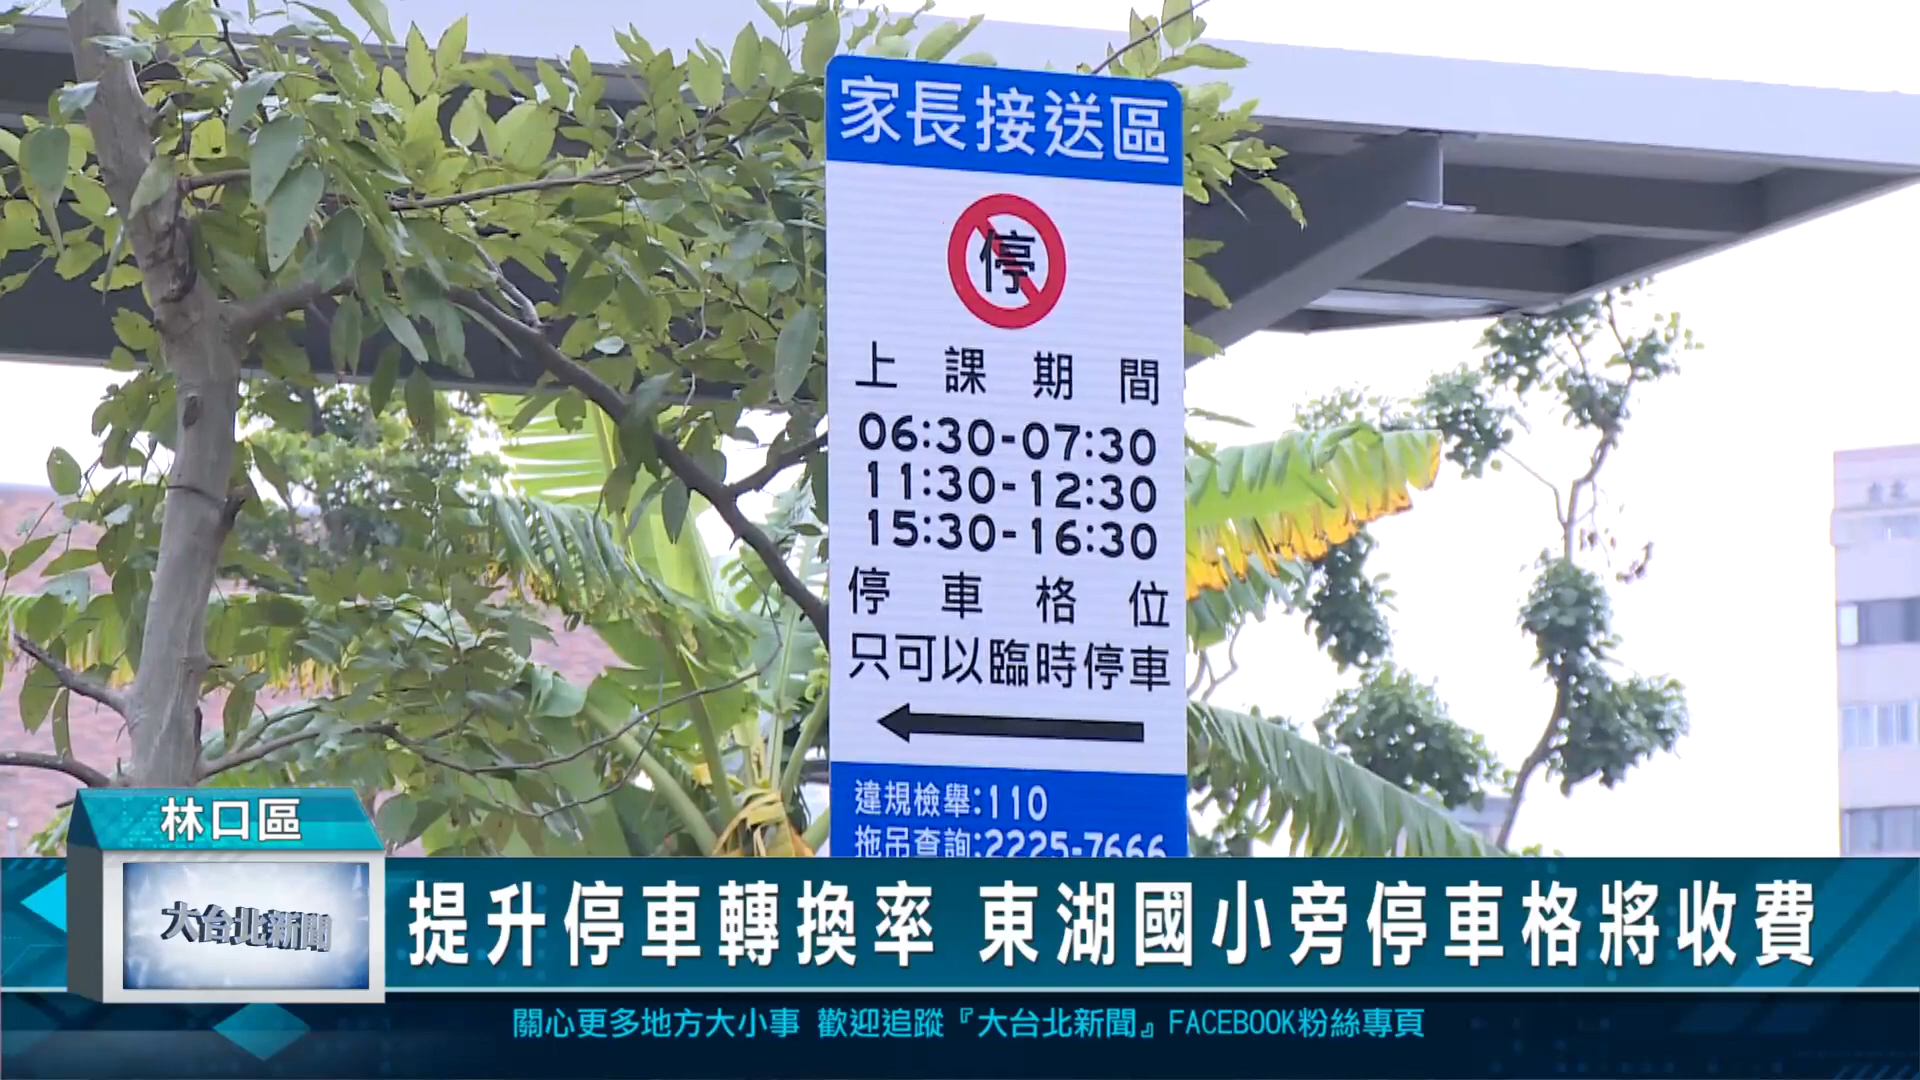 家長接送區
停
上課期間
06:30-07:30
11:30-12:30
15:30-16:30
停車格位
只可以臨時停車
違規檢舉:110
拖吊查詢:2225-7666
林口區
大台北新聞
提升停車轉換率 東湖國小旁停車格將收費
關心更多地方大小事 歡迎追蹤『大台北新聞』FACEBOOK粉絲專頁